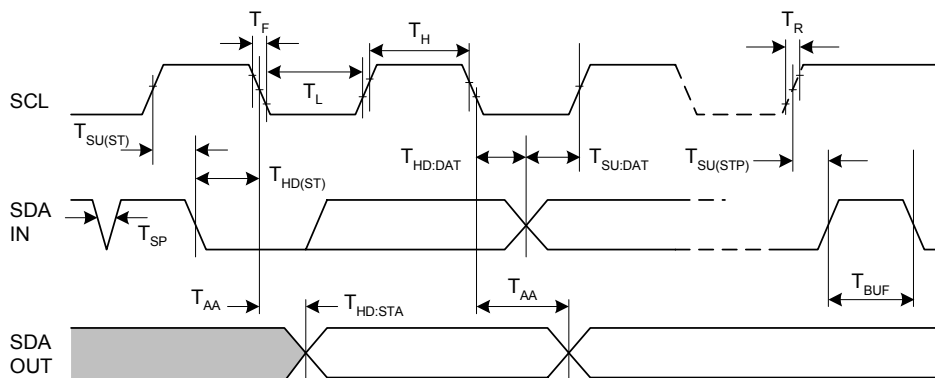 T_F
T_H
T_R
SCL
T_L
T_SU(ST)
T_HD:DAT
T_SU:DAT
T_SU(STP)
T_HD(ST)
SDA
IN
T_SP
T_AA
T_HD:STA
T_AA
T_BUF
SDA
OUT